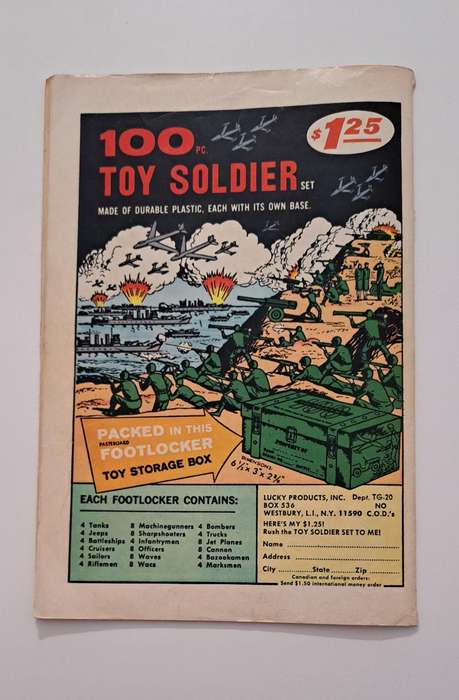 100 PC.
$1.25
TOY SOLDIER SET
MADE OF DURABLE PLASTIC, EACH WITH ITS OWN BASE.
PACKED IN THIS
PASTEBOARD
FOOTLOCKER
TOY STORAGE BOX
DIMENSIONS:
6 1/2" x 3" x 2 3/4"
EACH FOOTLOCKER CONTAINS:
4 Tanks
4 Jeeps
4 Battleships
4 Cruisers
4 Sailors
4 Riflemen
8 Machinegunners
8 Sharpshooters
4 Infantrymen
8 Officers
8 Waves
8 Wacs
4 Bombers
4 Trucks
8 Jet Planes
8 Cannon
4 Bazookamen
4 Marksmen
LUCKY PRODUCTS, INC. Dept. TG-20
BOX 536 NO
WESTBURY, L.I., N.Y. 11590 C.O.D.'s
HERE'S MY $1.25!
Rush the TOY SOLDIER SET TO ME!
Name
Address
City State Zip
Canadian and foreign orders:
Send $1.50 international money order